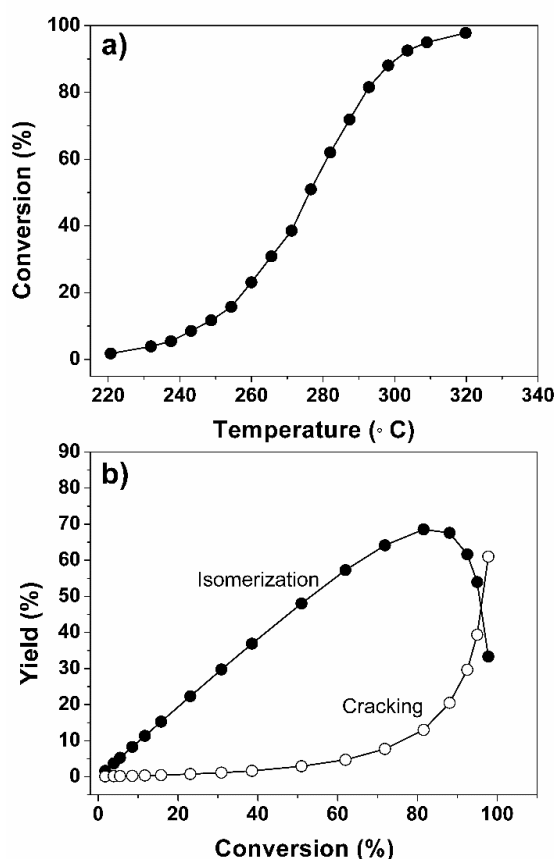 a)
100
80
60
40
20
0
Conversion (%)
220 240 260 280 300 320 340
Temperature (◦ C)
b)
90
80
70
60
50
40
30
20
10
0
Yield (%)
Isomerization
Cracking
0 20 40 60 80 100
Conversion (%)